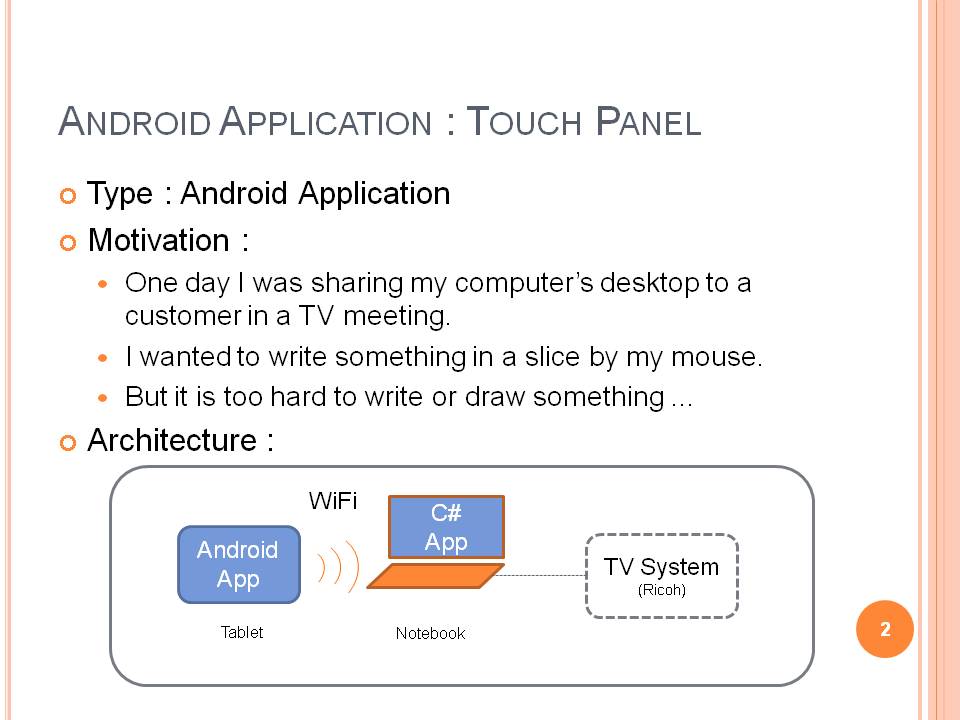 ANDROID APPLICATION : TOUCH PANEL
Type : Android Application
Motivation :
One day I was sharing my computer’s desktop to a
customer in a TV meeting.
I wanted to write something in a slice by my mouse.
But it is too hard to write or draw something ...
Architecture :
WiFi
C#
App
Android
App
TV System
(Ricoh)
Tablet
Notebook
2